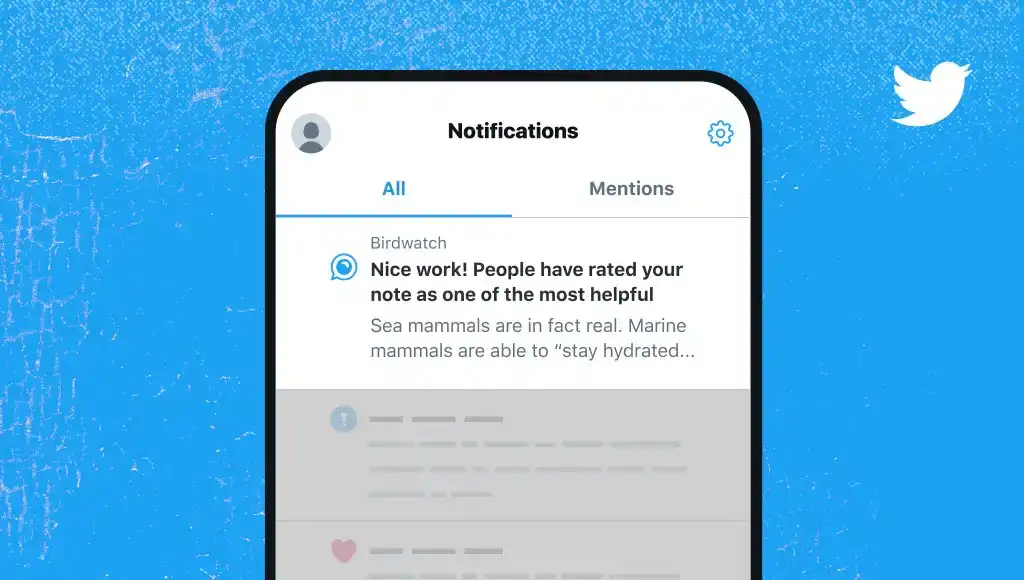 Notifications
All Mentions
Birdwatch
Nice work! People have rated your
note as one of the most helpful
Sea mammals are in fact real. Marine
mammals are able to “stay hydrated...